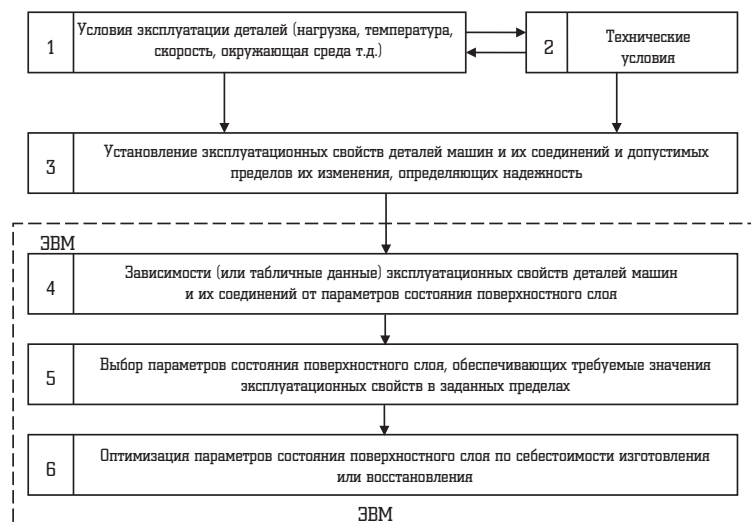 1
Условия эксплуатации деталей (нагрузка, температура,
скорость, окружающая среда т.д.)
2
Технические
условия
3
Установление эксплуатационных свойств деталей машин и их соединений и допустимых
пределов их изменения, определяющих надежность
ЭВМ
4
Зависимости (или табличные данные) эксплуатационных свойств деталей машин
и их соединений от параметров состояния поверхностного слоя
5
Выбор параметров состояния поверхностного слоя, обеспечивающих требуемые значения
эксплуатационных свойств в заданных пределах
6
Оптимизация параметров состояния поверхностного слоя по себестоимости изготовления
или восстановления
ЭВМ